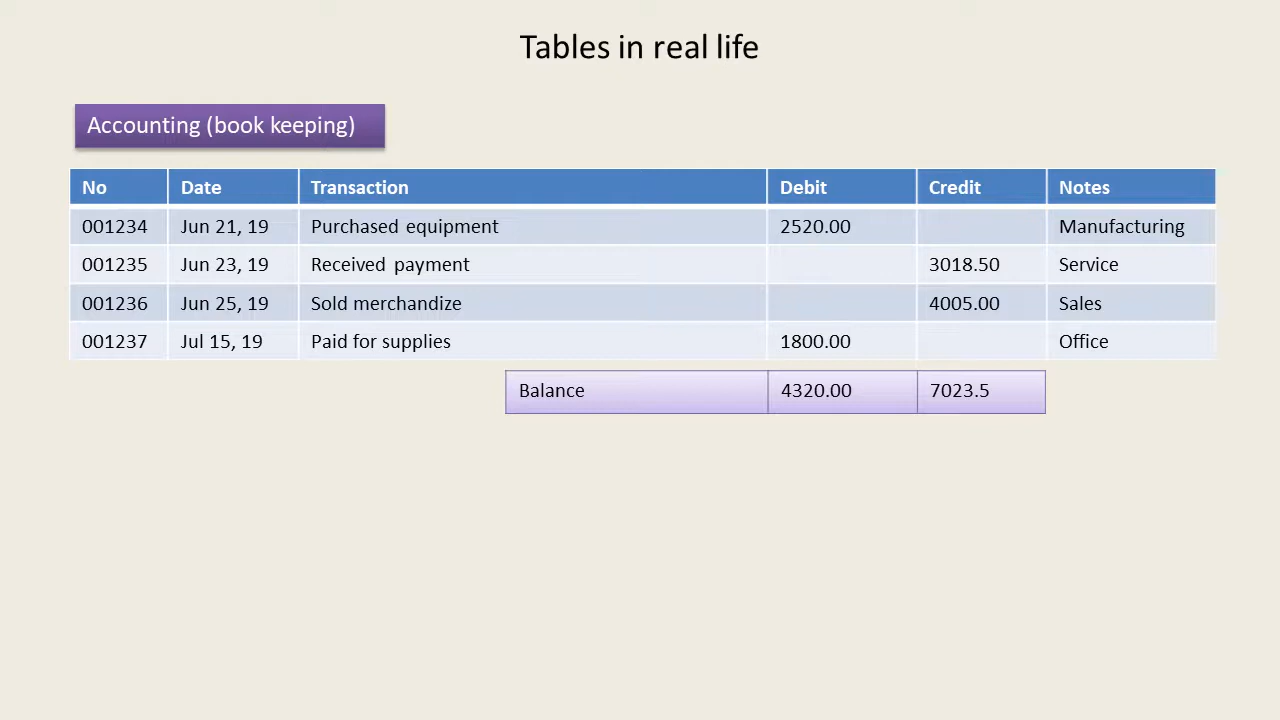 Tables in real life
Accounting (book keeping)
No Date Transaction Debit Credit Notes
001234 Jun 21, 19 Purchased equipment 2520.00 Manufacturing
001235 Jun 23, 19 Received payment 3018.50 Service
001236 Jun 25, 19 Sold merchandize 4005.00 Sales
001237 Jul 15, 19 Paid for supplies 1800.00 Office
Balance 4320.00 7023.5